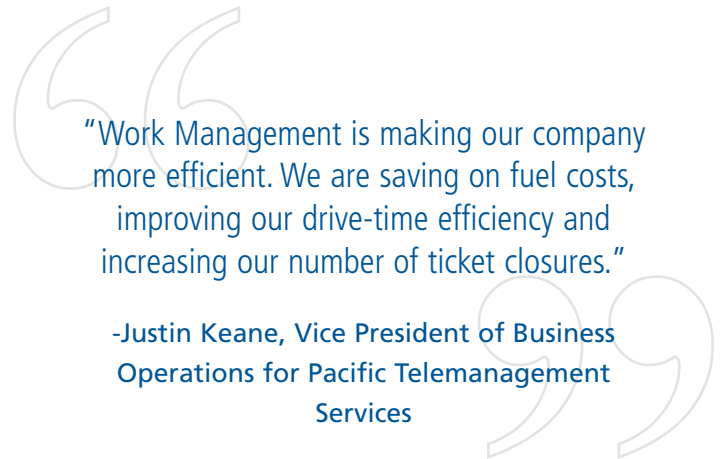 “Work Management is making our company
more efficient. We are saving on fuel costs,
improving our drive-time efficiency and
increasing our number of ticket closures.”
-Justin Keane, Vice President of Business
Operations for Pacific Telemanagement
Services